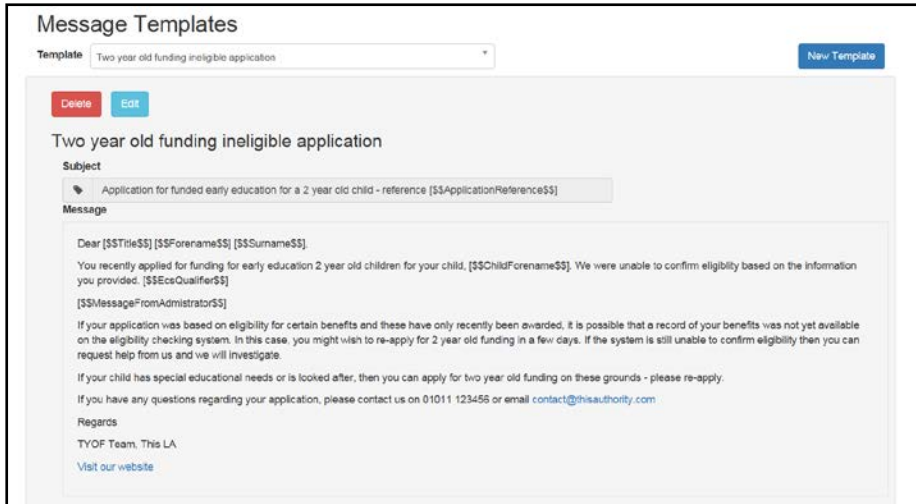 Message Templates
Template Two year old funding ineligible application New Template
Delete Edit
Two year old funding ineligible application
Subject
Application for funded early education for a 2 year old child - reference [$$ApplicationReference$$]
Message
Dear [$$Title$$] [$$Forename$$] [$$Surname$$].
You recently applied for funding for early education 2 year old children for your child, [$$ChildForename$$]. We were unable to confirm eligiblity based on the information
you provided. [$$EcsQualifier$$]
[$$MessageFromAdmistrator$$]
If your application was based on eligibility for certain benefits and these have only recently been awarded, it is possible that a record of your benefits was not yet available
on the eligibility checking system. In this case, you might wish to re-apply for 2 year old funding in a few days. If the system is still unable to confirm eligibility then you can
request help from us and we will investigate.
If your child has special educational needs or is looked after, then you can apply for two year old funding on these grounds - please re-apply.
If you have any questions regarding your application, please contact us on 01011 123456 or email contact@thisauthority.com
Regards
TYOF Team, This LA
Visit our website